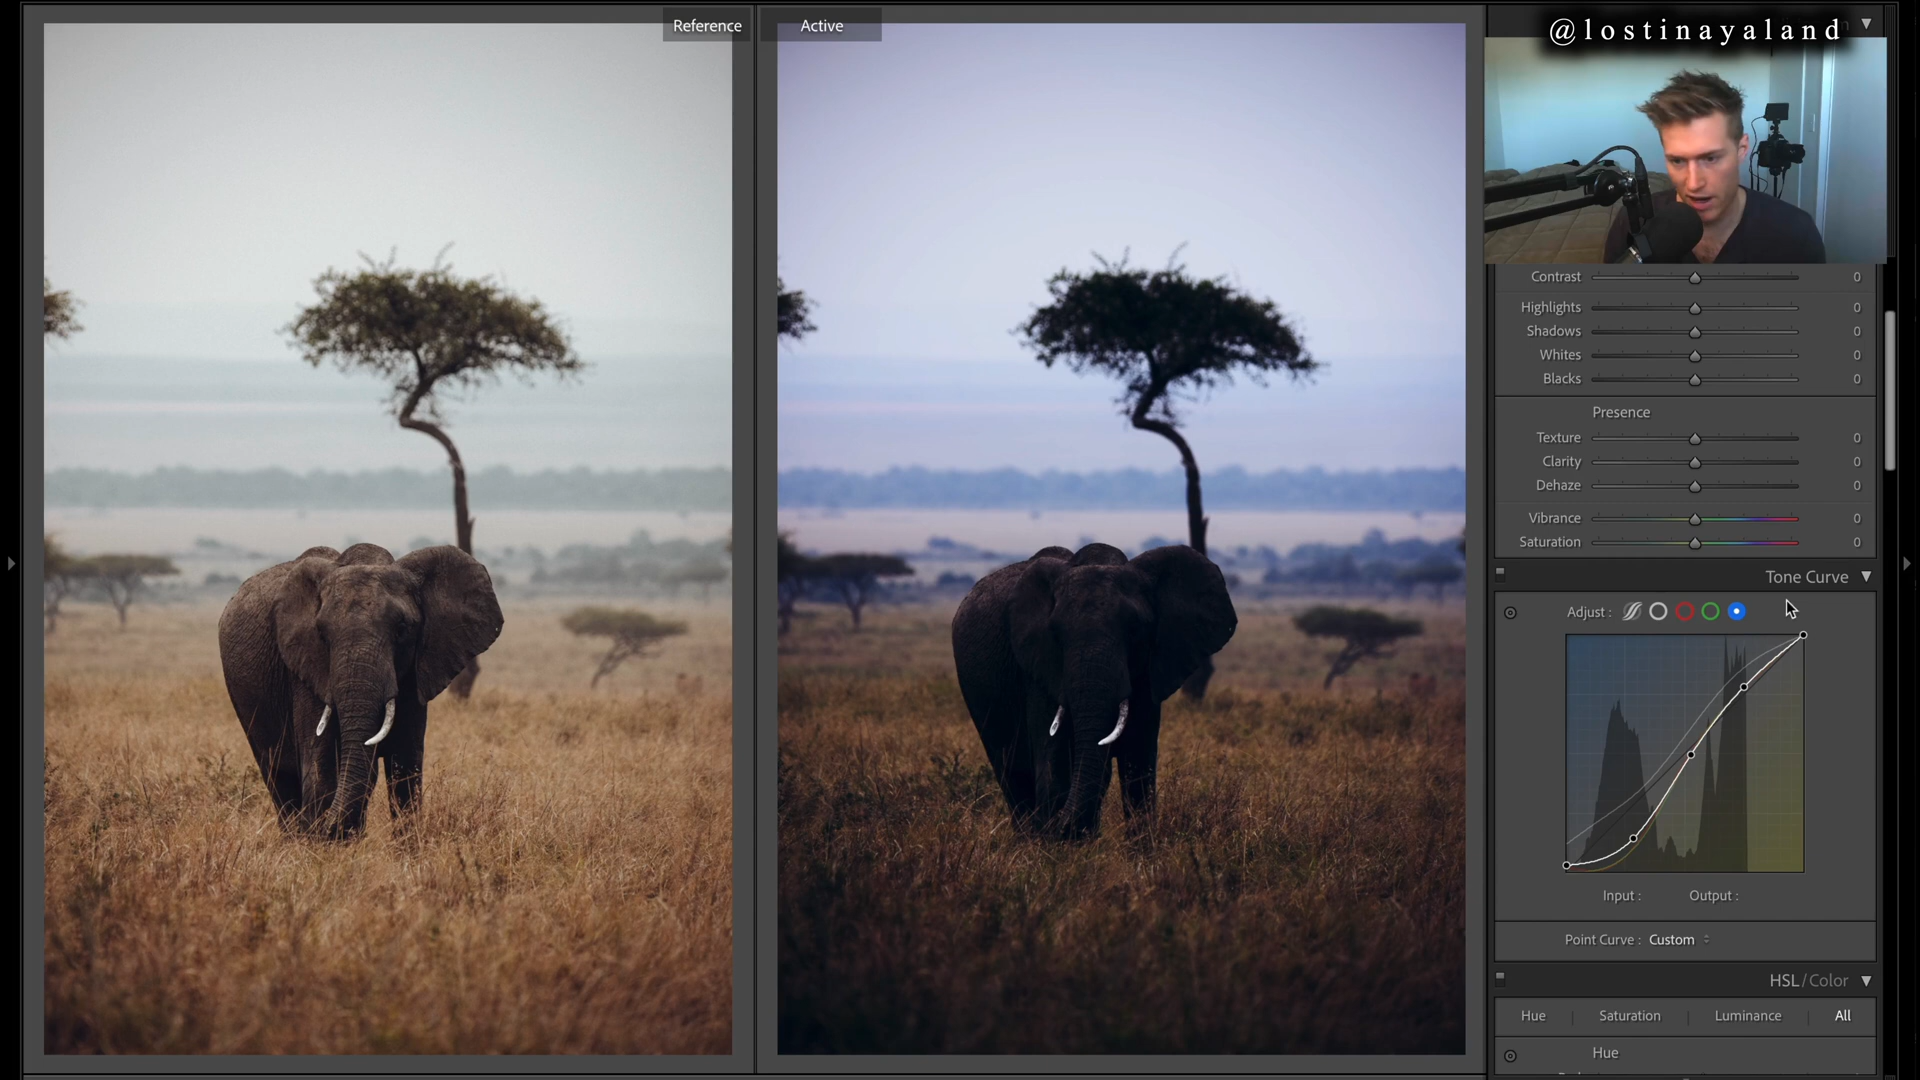 Reference
Active
@lostinayaland
Contrast 0
Highlights 0
Shadows 0
Whites 0
Blacks 0
Presence
Texture 0
Clarity 0
Dehaze 0
Vibrance 0
Saturation 0
Tone Curve
Adjust :
Input : Output :
Point Curve : Custom
HSL / Color
Hue Saturation Luminance All
Hue